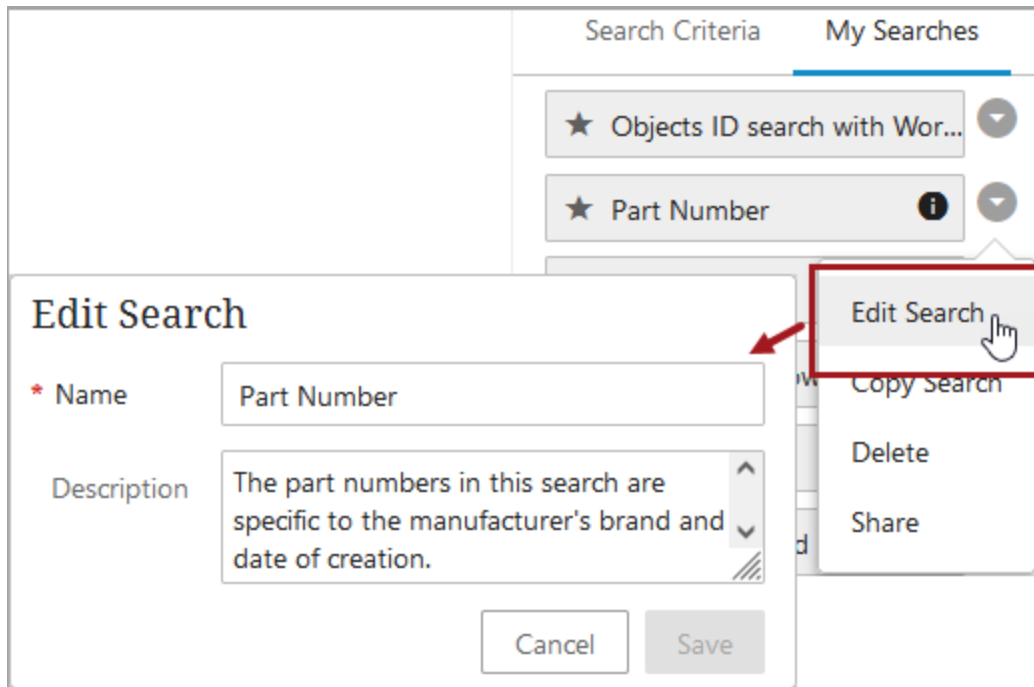 Search Criteria My Searches
Objects ID search with Wor...
Part Number
Edit Search
Copy Search
Delete
Share
Edit Search
* Name Part Number
Description The part numbers in this search are
specific to the manufacturer's brand and
date of creation.
Cancel Save